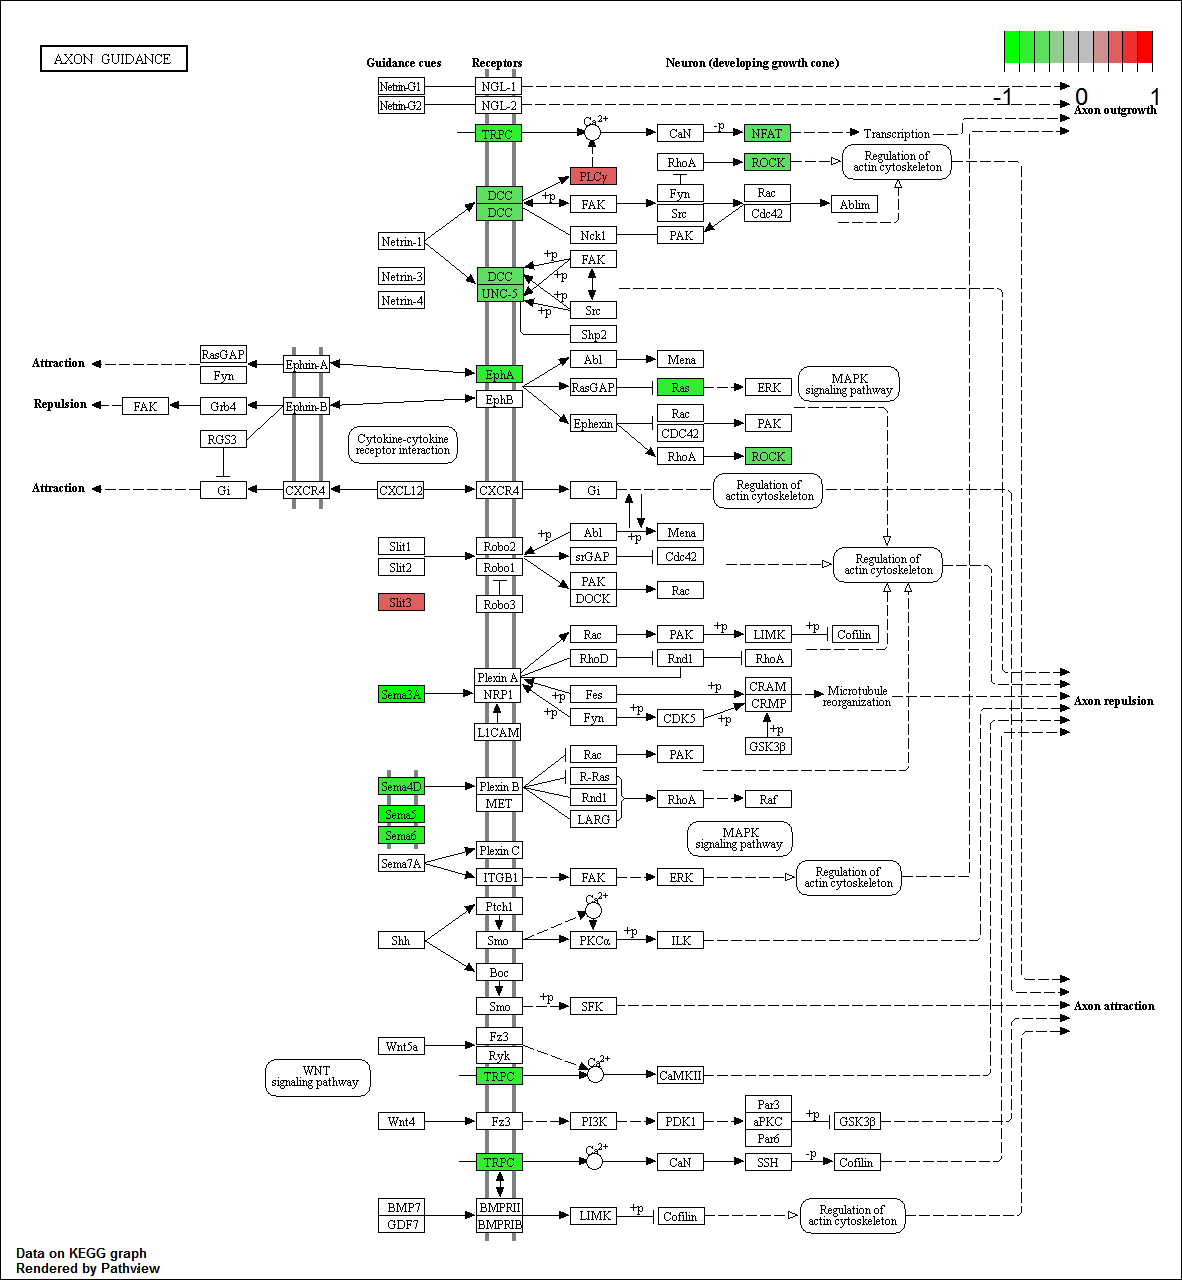 AXON GUIDANCE
Guidance cues
Receptors
Neuron (developing growth cone)
-1
0
1
Netrin-G1
NGL-1
Netrin-G2
NGL-2
Axon outgrowth
TRPC
Ca2+
CaN
-p
NFAT
Transcription
RhoA
ROCK
Regulation of
actin cytoskeleton
PLCγ
DCC
DCC
+p
FAK
Fyn
Src
Rac
Cdc42
Ablim
Nck1
PAK
Netrin-1
Netrin-3
Netrin-4
DCC
UNC-5
+p
+p
+p
+p
FAK
Src
Shp2
Attraction
RasGAP
Fyn
Ephrin-A
EphA
Abl
Mena
RasGAP
Ras
ERK
MAPK
signaling pathway
Repulsion
FAK
Grb4
Ephrin-B
EphB
RGS3
Ephexin
Rac
CDC42
PAK
RhoA
ROCK
Cytokine-cytokine
receptor interaction
Attraction
Gi
CXCR4
CXCL12
CXCR4
Gi
Regulation of
actin cytoskeleton
Slit1
Slit2
Slit3
Robo2
Robo1
Robo3
+p
Abl
+p
Mena
srGAP
Cdc42
PAK
DOCK
Rac
Regulation of
actin cytoskeleton
Rac
PAK
+p
LIMK
+p
Cofilin
RhoD
Rnd1
RhoA
Sema3A
Plexin A
NRP1
L1CAM
+p
+p
Fes
+p
CRAM
CRMP
Microtubule
reorganization
Fyn
+p
CDK5
+p
+p
GSK3β
Axon repulsion
Sema4D
Sema5
Sema6
Sema7A
Plexin B
MET
Rac
PAK
R-Ras
Rnd1
LARG
RhoA
Raf
MAPK
signaling pathway
Plexin C
ITGB1
FAK
ERK
Regulation of
actin cytoskeleton
Shh
Ptch1
Smo
Boc
Smo
Ca2+
PKCα
+p
ILK
+p
SFK
Axon attraction
Wnt5a
Fz3
Ryk
TRPC
Ca2+
CaMKII
WNT
signaling pathway
Wnt4
Fz3
PI3K
PDK1
Par3
aPKC
Par6
+p
GSK3β
TRPC
Ca2+
CaN
SSH
-p
Cofilin
BMP7
GDF7
BMPRII
BMPRIB
LIMK
+p
Cofilin
Regulation of
actin cytoskeleton
Data on KEGG graph
Rendered by Pathview